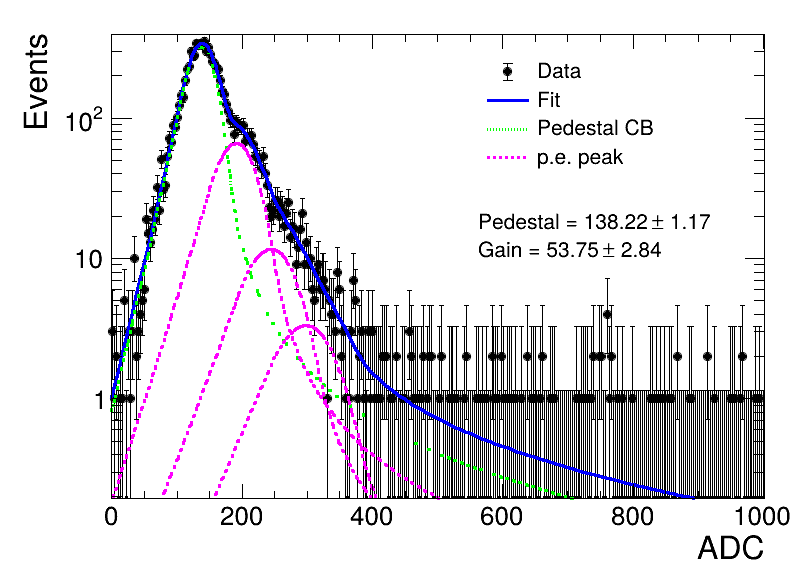 Events
10²
10
1
Data
Fit
Pedestal CB
p.e. peak
Pedestal = 138.22 ± 1.17
Gain = 53.75 ± 2.84
0 200 400 600 800 1000
ADC